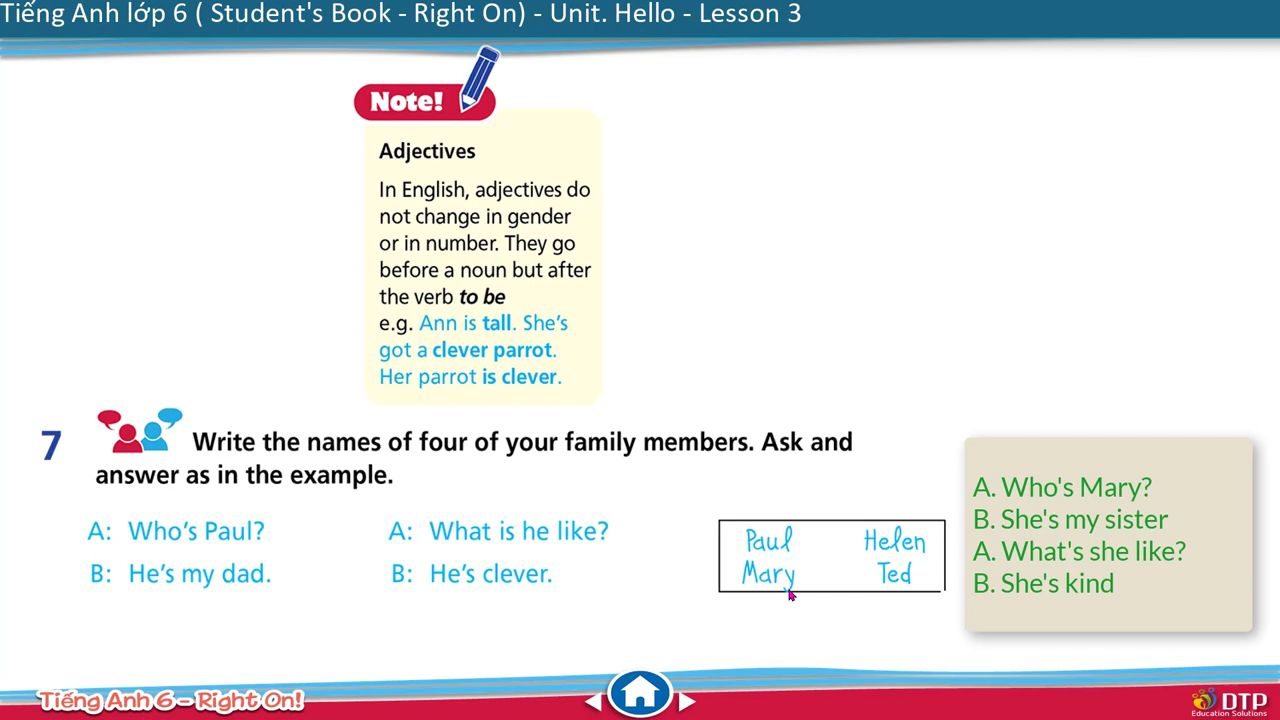 Tiếng Anh lớp 6 ( Student's Book - Right On) - Unit. Hello - Lesson 3
Note!
Adjectives
In English, adjectives do
not change in gender
or in number. They go
before a noun but after
the verb to be
e.g. Ann is tall. She's
got a clever parrot.
Her parrot is clever.
7 Write the names of four of your family members. Ask and
answer as in the example.
A: Who's Paul?
B: He's my dad.
A: What is he like?
B: He's clever.
Paul Helen
Mary Ted
A. Who's Mary?
B. She's my sister
A. What's she like?
B. She's kind
Tiếng Anh 6 - Right On!
DTP
Education Solutions